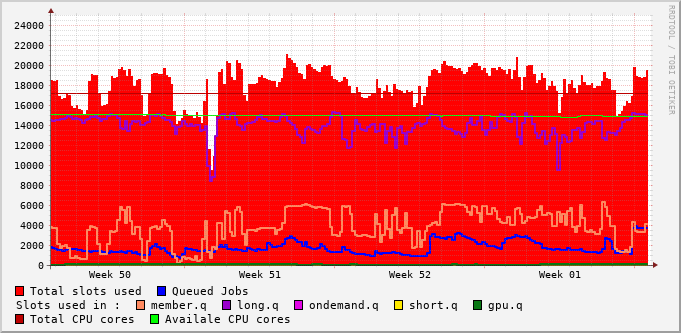 24000
22000
20000
18000
16000
14000
12000
10000
8000
6000
4000
2000
0
Week 50 Week 51 Week 52 Week 01
RRDTOOL / TOBI OETIKER
Total slots used Queued Jobs
Slots used in : member.q long.q ondemand.q short.q gpu.q
Total CPU cores Availale CPU cores